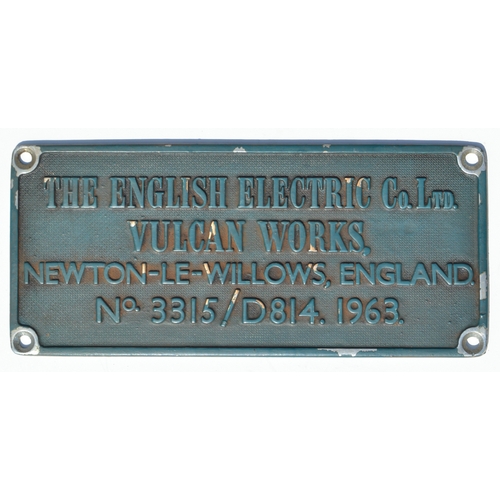 THE ENGLISH ELECTRIC Co. LTD.
VULCAN WORKS,
NEWTON-LE-WILLOWS, ENGLAND.
No. 3315/D814. 1963.